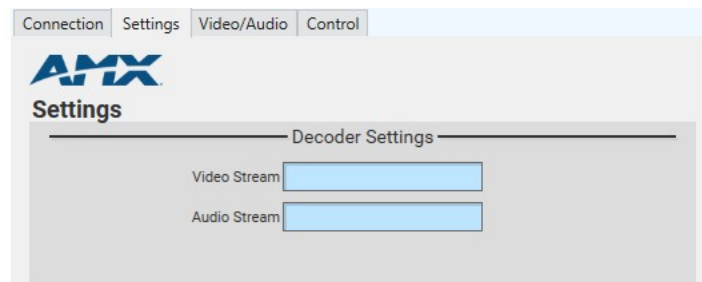 Connection Settings Video/Audio Control
AMX
Settings
Decoder Settings
Video Stream
Audio Stream